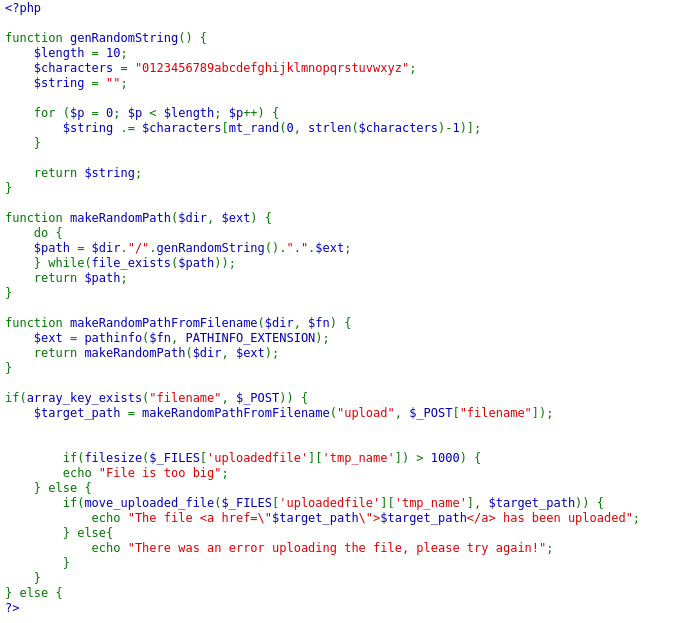 <?php

function genRandomString() {
    $length = 10;
    $characters = "0123456789abcdefghijklmnopqrstuvwxyz";
    $string = "";

    for ($p = 0; $p < $length; $p++) {
        $string .= $characters[mt_rand(0, strlen($characters)-1)];
    }

    return $string;
}

function makeRandomPath($dir, $ext) {
    do {
    $path = $dir."/".genRandomString().".".$ext;
    } while(file_exists($path));
    return $path;
}

function makeRandomPathFromFilename($dir, $fn) {
    $ext = pathinfo($fn, PATHINFO_EXTENSION);
    return makeRandomPath($dir, $ext);
}

if(array_key_exists("filename", $_POST)) {
    $target_path = makeRandomPathFromFilename("upload", $_POST["filename"]);


        if(filesize($_FILES['uploadedfile']['tmp_name']) > 1000) {
        echo "File is too big";
    } else {
        if(move_uploaded_file($_FILES['uploadedfile']['tmp_name'], $target_path)) {
            echo "The file <a href=\"$target_path\">$target_path</a> has been uploaded";
        } else{
            echo "There was an error uploading the file, please try again!";
        }
    }
} else {
?>